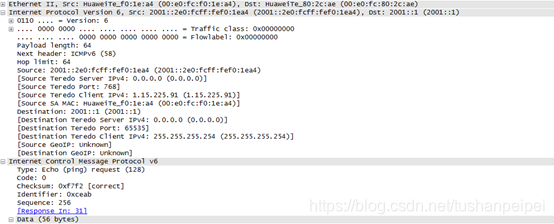 Ethernet II, Src: HuaweiTe_f0:1e:a4 (00:e0:fc:f0:1e:a4), Dst: HuaweiTe_80:2c:ae (00:e0:fc:80:2c:ae)
Internet Protocol Version 6, Src: 2001::2e0:fcff:fef0:1ea4 (2001::2e0:fcff:fef0:1ea4), Dst: 2001::1 (2001::1)
0110 .... = Version: 6
.... 0000 0000 .... .... .... .... .... = Traffic class: 0x00000000
.... .... .... 0000 0000 0000 0000 0000 = Flowlabel: 0x00000000
Payload length: 64
Next header: ICMPv6 (58)
Hop limit: 64
Source: 2001::2e0:fcff:fef0:1ea4 (2001::2e0:fcff:fef0:1ea4)
[Source Teredo Server IPv4: 0.0.0.0 (0.0.0.0)]
[Source Teredo Port: 768]
[Source Teredo Client IPv4: 1.15.225.91 (1.15.225.91)]
[Source SA MAC: HuaweiTe_f0:1e:a4 (00:e0:fc:f0:1e:a4)]
Destination: 2001::1 (2001::1)
[Destination Teredo Server IPv4: 0.0.0.0 (0.0.0.0)]
[Destination Teredo Port: 65535]
[Destination Teredo Client IPv4: 255.255.255.254 (255.255.255.254)]
[Source GeoIP: Unknown]
[Destination GeoIP: Unknown]
Internet Control Message Protocol v6
Type: Echo (ping) request (128)
Code: 0
Checksum: 0xf7f2 [correct]
Identifier: 0xceab
Sequence: 256
[Response In: 31]
Data (56 bytes)
https://blog.csdn.net/tushanpeipei